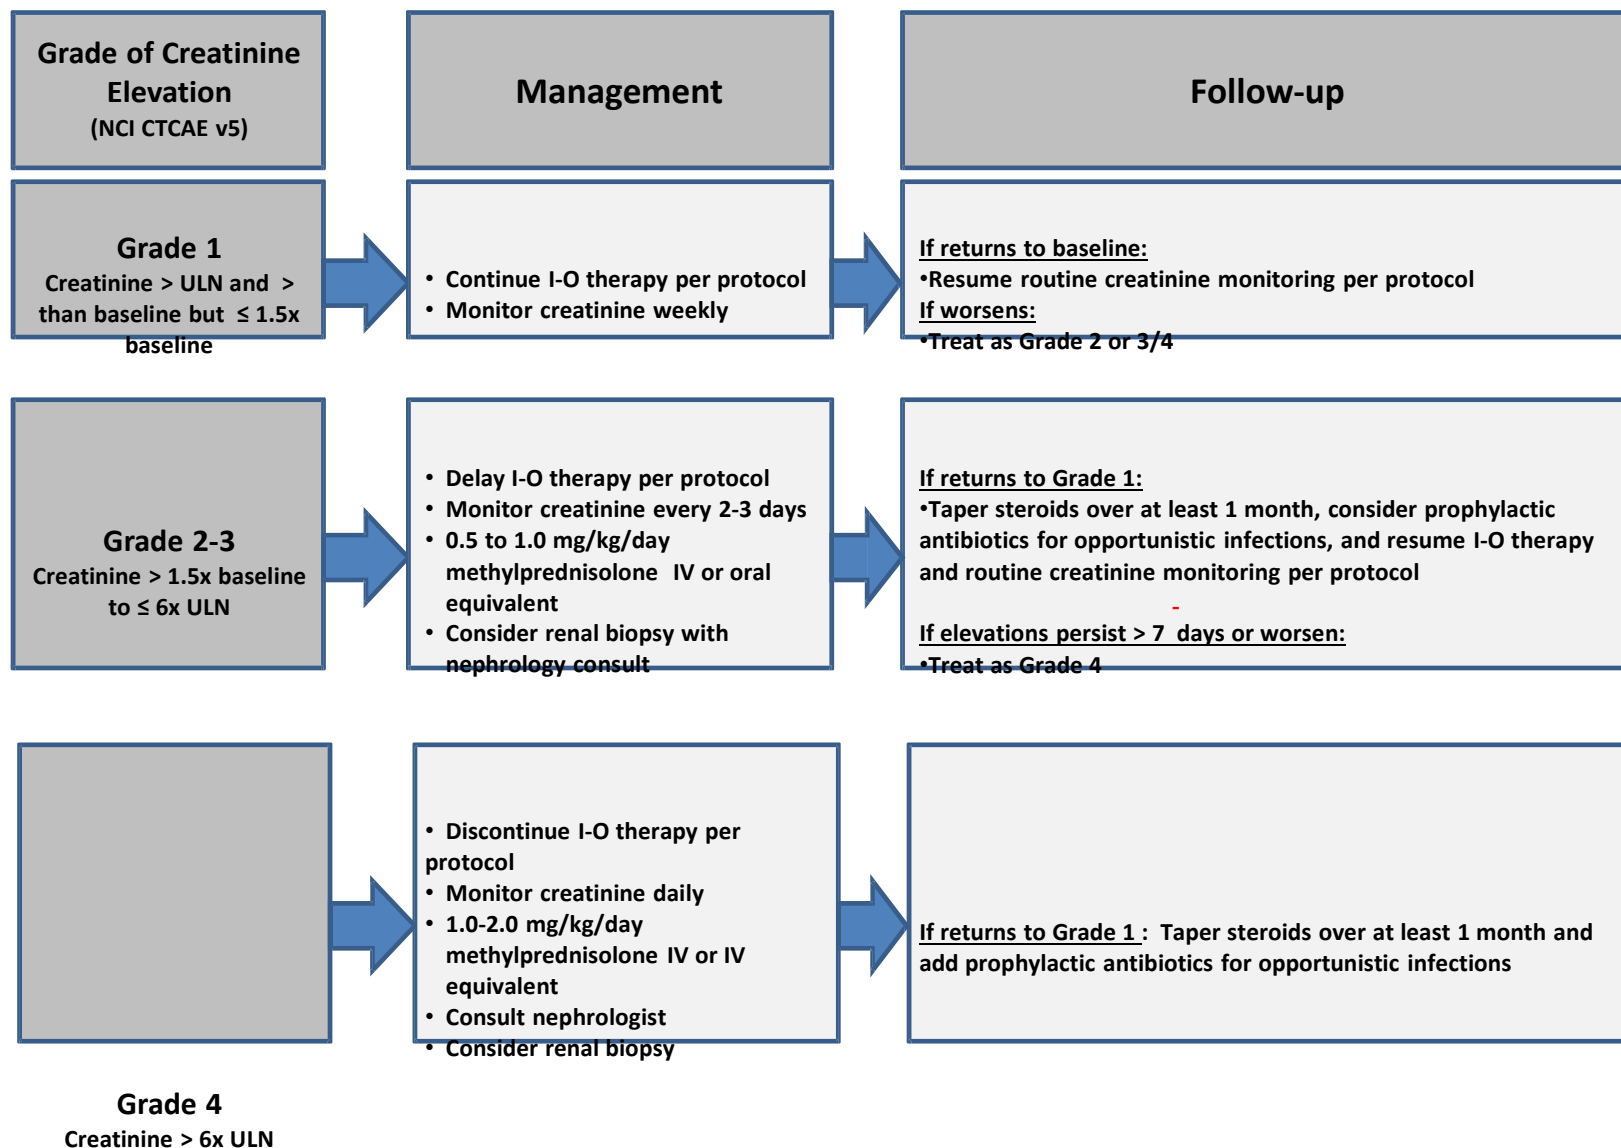 Grade of Creatinine
Elevation
(NCI CTCAE v5)
Management
Follow-up
Grade 1
Creatinine > ULN and >
than baseline but ≤ 1.5x
baseline
• Continue I-O therapy per protocol
• Monitor creatinine weekly
If returns to baseline:
•Resume routine creatinine monitoring per protocol
If worsens:
•Treat as Grade 2 or 3/4
Grade 2-3
Creatinine > 1.5x baseline
to ≤ 6x ULN
• Delay I-O therapy per protocol
• Monitor creatinine every 2-3 days
• 0.5 to 1.0 mg/kg/day
methylprednisolone IV or oral
equivalent
• Consider renal biopsy with
nephrology consult
If returns to Grade 1:
•Taper steroids over at least 1 month, consider prophylactic
antibiotics for opportunistic infections, and resume I-O therapy
and routine creatinine monitoring per protocol
-
If elevations persist > 7 days or worsen:
•Treat as Grade 4
• Discontinue I-O therapy per
protocol
• Monitor creatinine daily
• 1.0-2.0 mg/kg/day
methylprednisolone IV or IV
equivalent
• Consult nephrologist
• Consider renal biopsy
If returns to Grade 1 : Taper steroids over at least 1 month and
add prophylactic antibiotics for opportunistic infections
Grade 4
Creatinine > 6x ULN